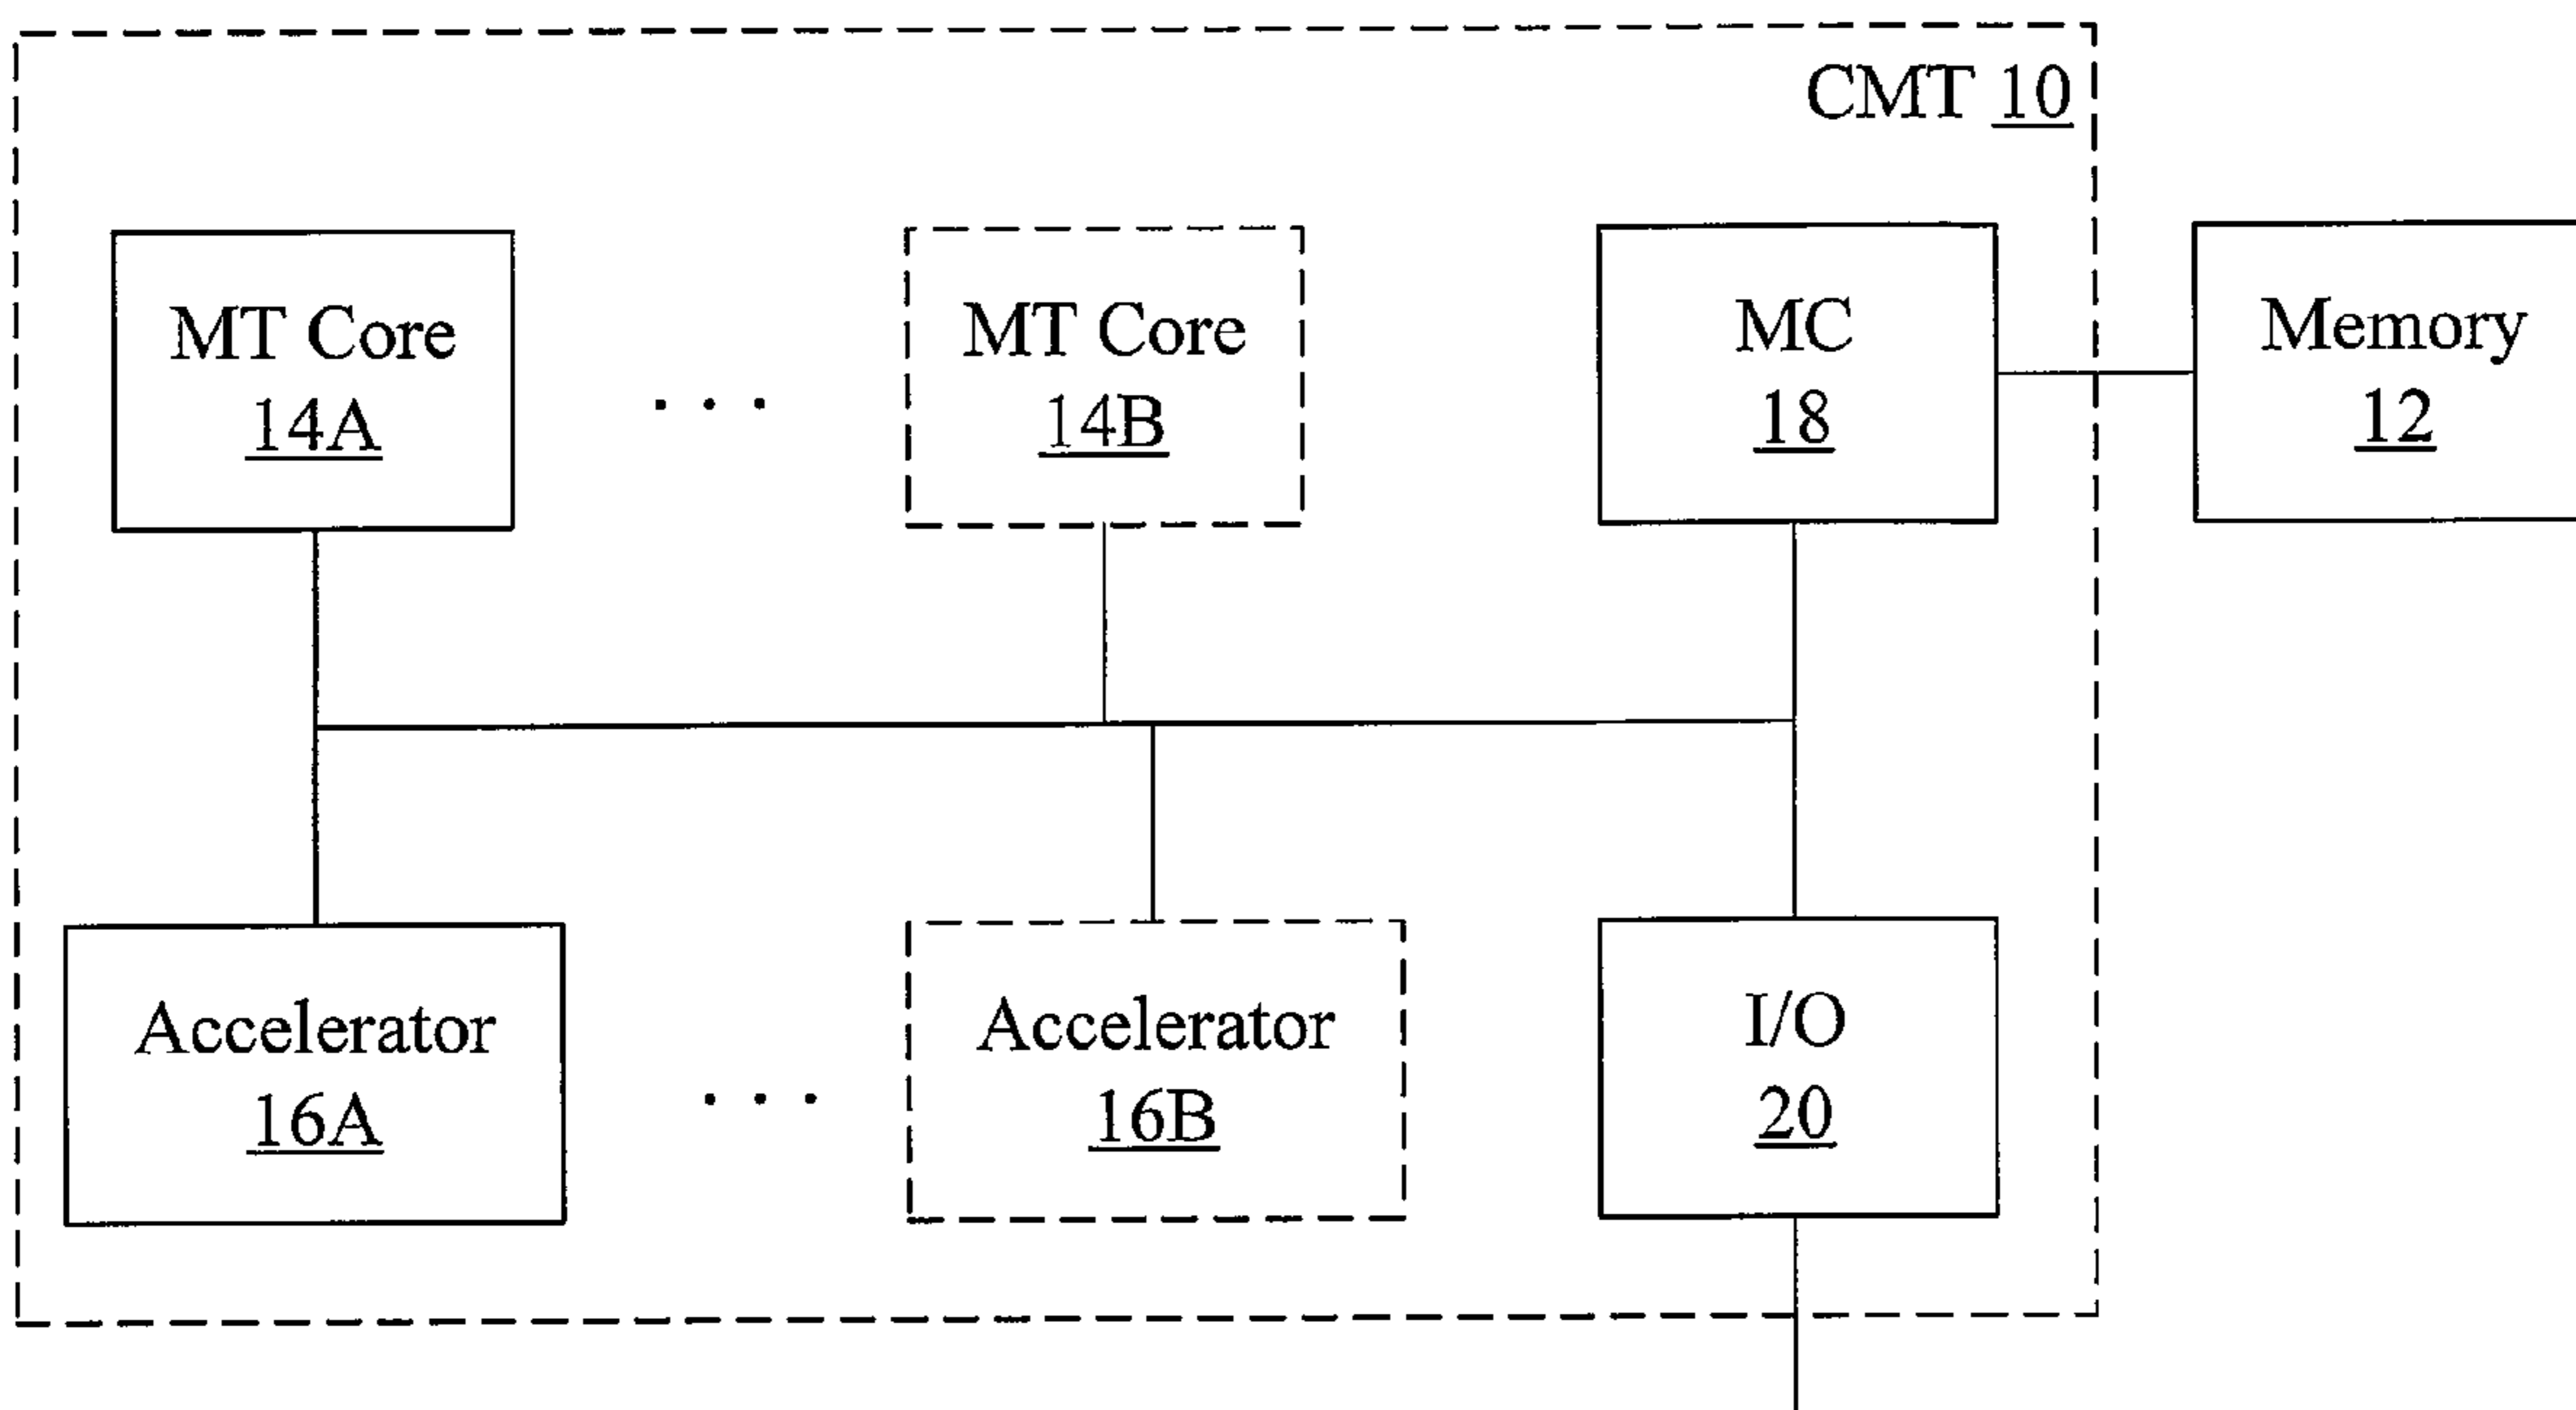 CMT 10
MT Core
14A
. . .
MT Core
14B
MC
18
Memory
12
Accelerator
16A
. . .
Accelerator
16B
I/O
20